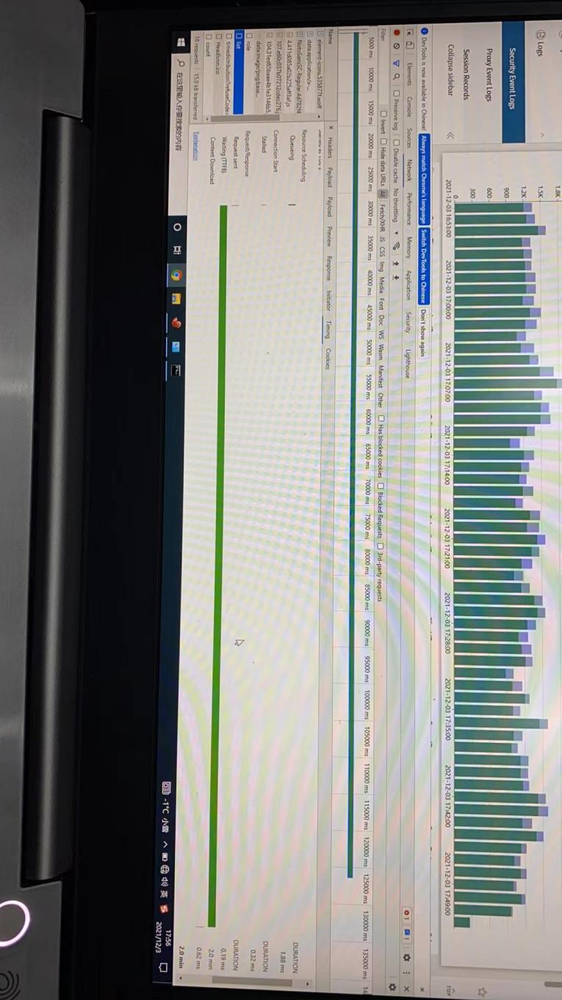 Logs
Security Event Logs
Proxy Event Logs
Session Records
Collapse sidebar
1.8K
1.5K
1.2K
900
600
300
0
2021-12-03 16:53:00 2021-12-03 17:00:00 2021-12-03 17:07:00 2021-12-03 17:14:00 2021-12-03 17:21:00 2021-12-03 17:28:00 2021-12-03 17:35:00 2021-12-03 17:42:00 2021-12-03 17:49:00
TOP
DevTools is now available in Chinese! Always match Chrome's language Switch DevTools to Chinese Don't show again
Elements Console Sources Network Performance Memory Application Security Lighthouse 1 1
Preserve log Disable cache No throttling
Filter Invert Hide data URLs All Fetch/XHR JS CSS Img Media Font Doc WS Wasm Manifest Other Has blocked cookies Blocked Requests 3rd-party requests
5000 ms 10000 ms 15000 ms 20000 ms 25000 ms 30000 ms 35000 ms 40000 ms 45000 ms 50000 ms 55000 ms 60000 ms 65000 ms 70000 ms 75000 ms 80000 ms 85000 ms 90000 ms 95000 ms 100000 ms 105000 ms 110000 ms 115000 ms 120000 ms 125000 ms 130000 ms 135000 ms 14
Name Headers Payload Payload Preview Response Initiator Timing Cookies
element-icons.535877f.woff
data:application/x-...
NotoSansSC-Regular.4d78294
data:image/png;base...
role
list
timedistribution?refuseCode=
HeadIcon.ico
count
18 requests 15.9 kB transferred
Resource Scheduling DURATION
Queueing 1.88 ms
Connection Start DURATION
Stalled 0.32 ms
Request/Response DURATION
Request sent 0.19 ms
Waiting (TTFB) 2.0 min
Content Download 0.62 ms
Explanation 2.0 min
在这里输入你要搜索的内容
-1°C 小雪 英 17:56
2021/12/3